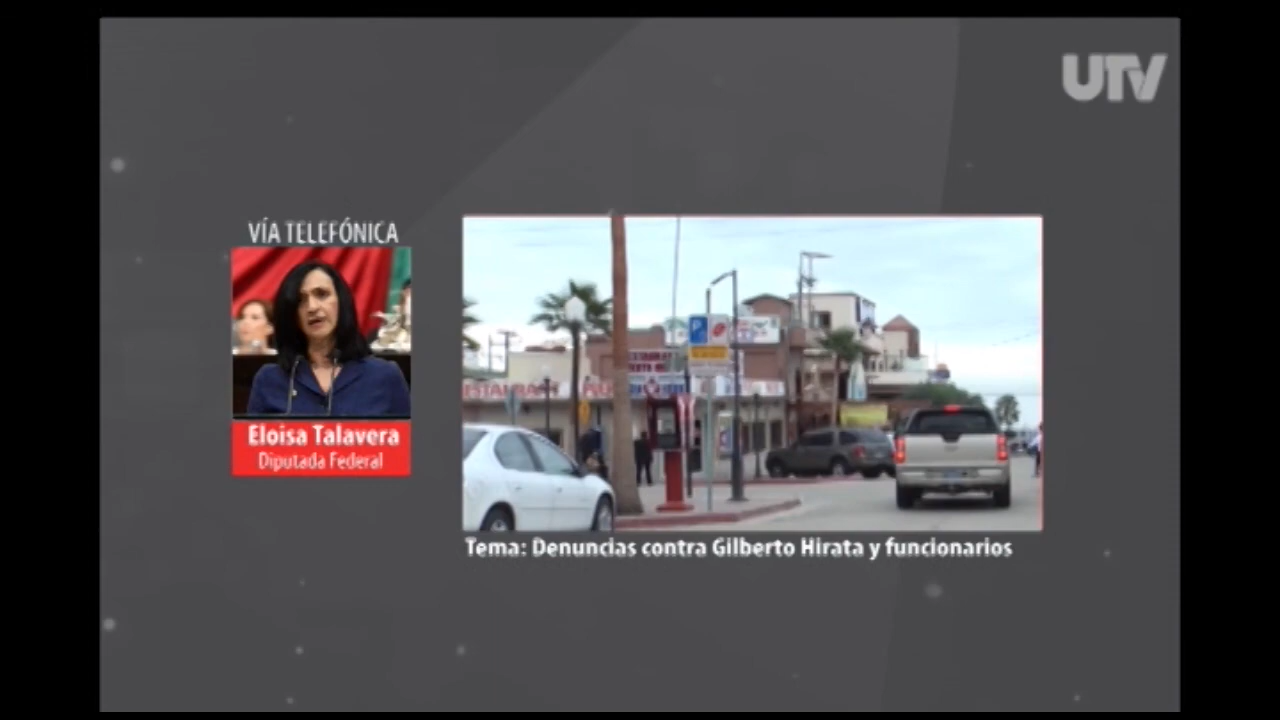 UTV
VÍA TELEFÓNICA
Eloisa Talavera
Diputada Federal
Tema: Denuncias contra Gilberto Hirata y funcionarios